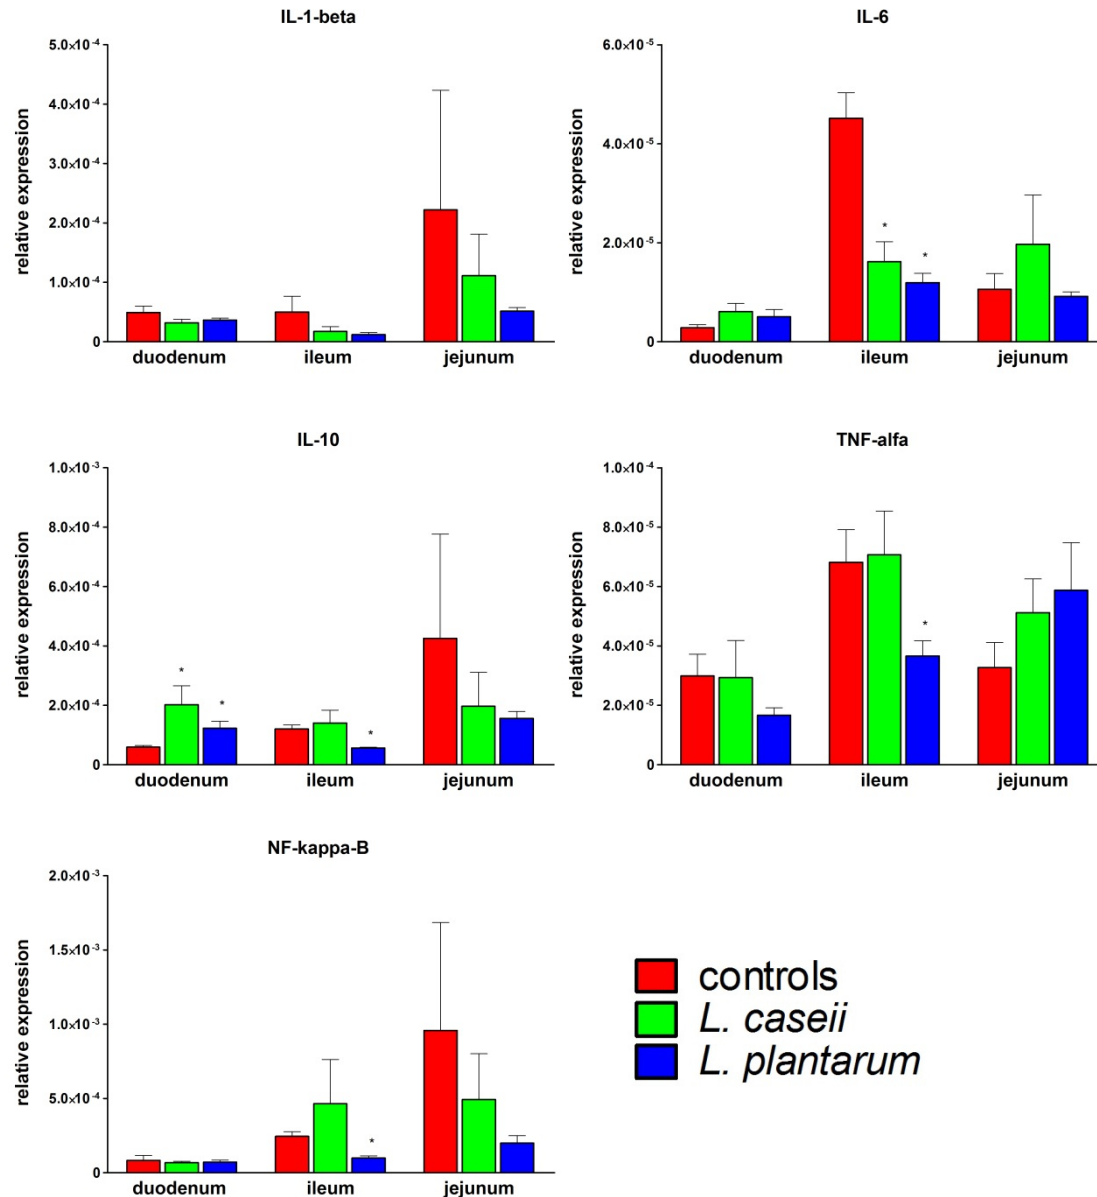 IL-1-beta
relative expression
5.0×10⁻⁴
4.0×10⁻⁴
3.0×10⁻⁴
2.0×10⁻⁴
1.0×10⁻⁴
0
duodenum ileum jejunum
IL-6
relative expression
6.0×10⁻⁵
4.0×10⁻⁵
2.0×10⁻⁵
0
* *
duodenum ileum jejunum
IL-10
relative expression
1.0×10⁻³
8.0×10⁻⁴
6.0×10⁻⁴
4.0×10⁻⁴
2.0×10⁻⁴
0
* * *
duodenum ileum jejunum
TNF-alfa
relative expression
1.0×10⁻⁴
8.0×10⁻⁵
6.0×10⁻⁵
4.0×10⁻⁵
2.0×10⁻⁵
0
*
duodenum ileum jejunum
NF-kappa-B
relative expression
2.0×10⁻³
1.5×10⁻³
1.0×10⁻³
5.0×10⁻⁴
0
*
duodenum ileum jejunum
controls
L. caseii
L. plantarum